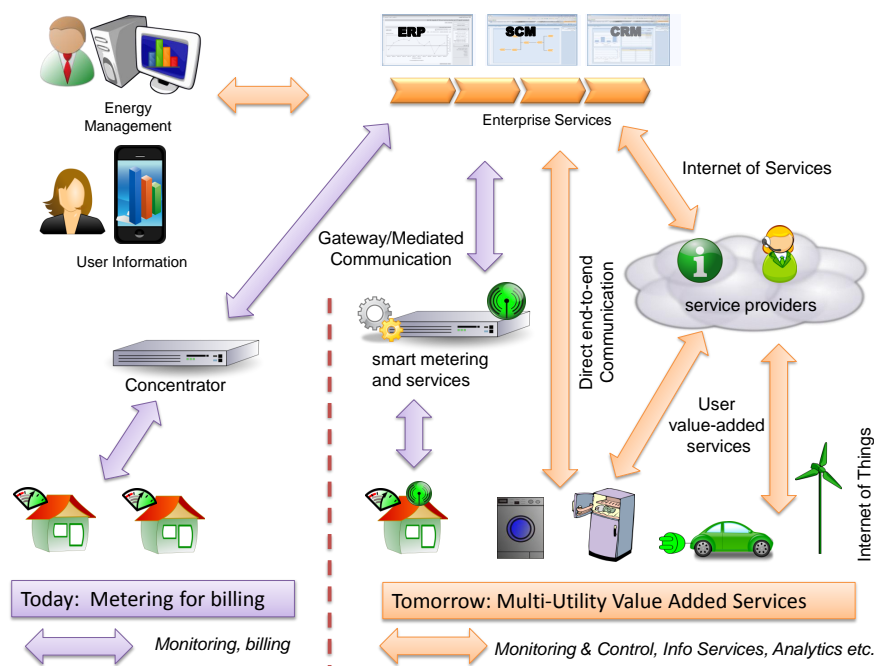 ERP
SCM
CRM
Energy
Management
Enterprise Services
User Information
Internet of Services
Gateway/Mediated
Communication
Direct end-to-end
Communication
service providers
smart metering
and services
Concentrator
User
value-added
services
Internet of Things
Today: Metering for billing
Tomorrow: Multi-Utility Value Added Services
Monitoring, billing
Monitoring & Control, Info Services, Analytics etc.